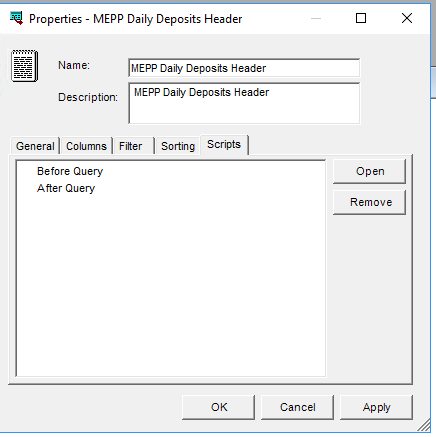 Properties - MEPP Daily Deposits Header
Name:
MEPP Daily Deposits Header
Description:
MEPP Daily Deposits Header
General Columns Filter Sorting Scripts
Before Query
After Query
Open
Remove
OK Cancel Apply